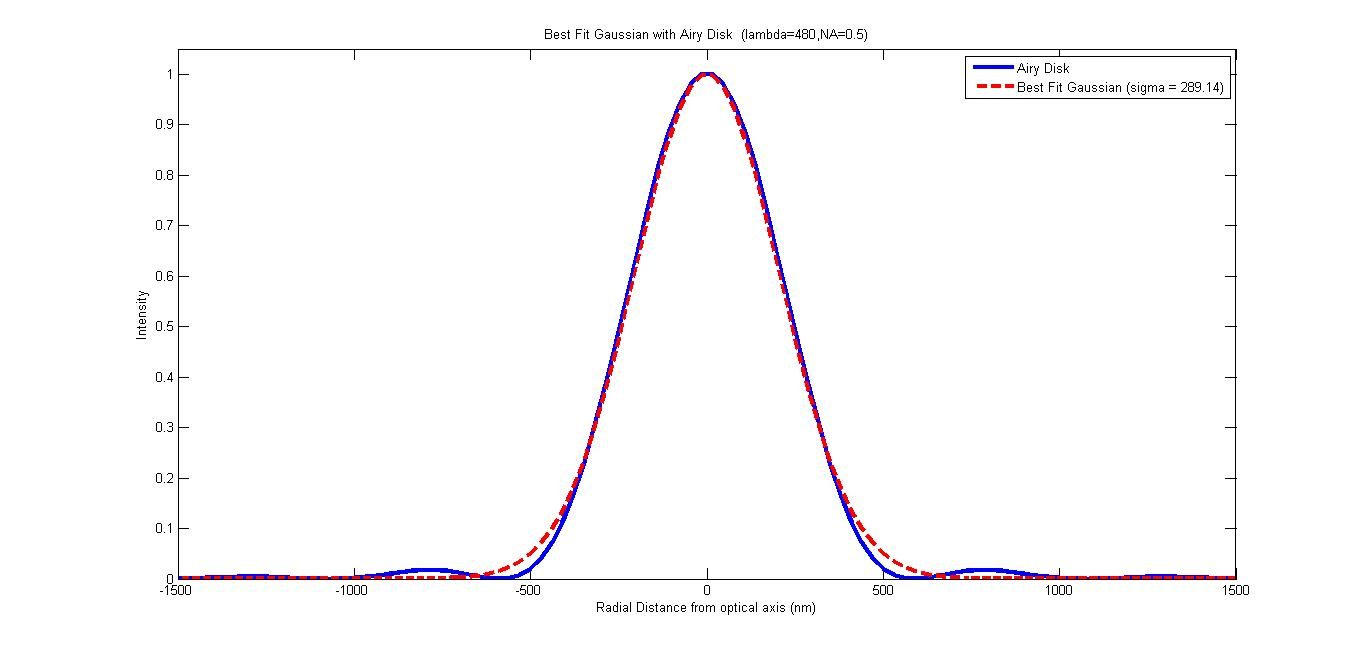 Best Fit Gaussian with Airy Disk  (lambda=480,NA=0.5)
Airy Disk
Best Fit Gaussian (sigma = 289.14)
1
0.9
0.8
0.7
0.6
0.5
0.4
0.3
0.2
0.1
0
Intensity
-1500 -1000 -500 0 500 1000 1500
Radial Distance from optical axis (nm)